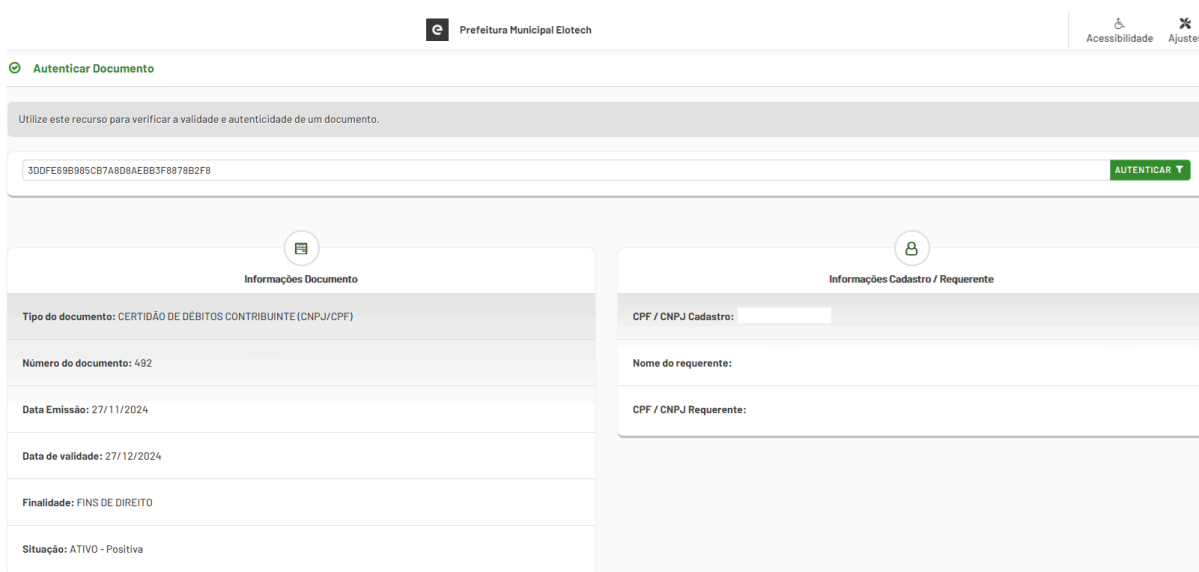 e Prefeitura Municipal Elotech
Acessibilidade Ajustes
Autenticar Documento
Utilize este recurso para verificar a validade e autenticidade de um documento.
3DDFE69B985CB7A8D8AEBB3F8878B2F8 AUTENTICAR
Informações Documento
Tipo do documento: CERTIDÃO DE DÉBITOS CONTRIBUINTE (CNPJ/CPF)
Número do documento: 492
Data Emissão: 27/11/2024
Data de validade: 27/12/2024
Finalidade: FINS DE DIREITO
Situação: ATIVO - Positiva
Informações Cadastro / Requerente
CPF / CNPJ Cadastro:
Nome do requerente:
CPF / CNPJ Requerente: